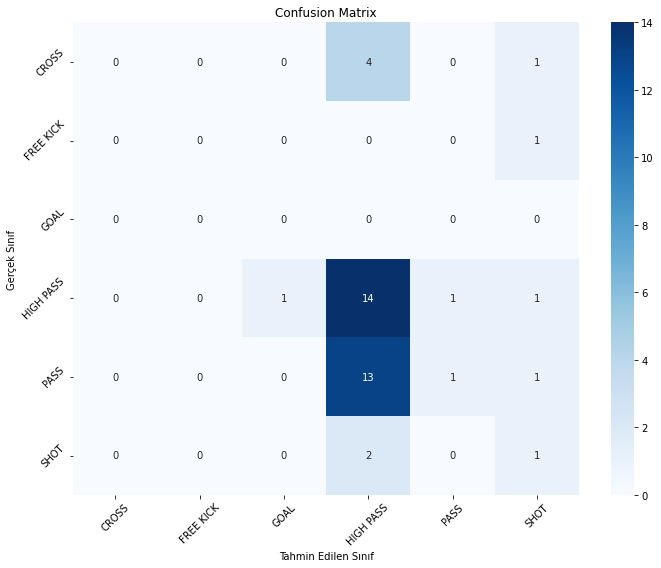 Confusion Matrix
CROSS 0 0 0 4 0 1
FREE KICK 0 0 0 0 0 1
GOAL 0 0 0 0 0 0
HIGH PASS 0 0 1 14 1 1
PASS 0 0 0 13 1 1
SHOT 0 0 0 2 0 1
CROSS FREE KICK GOAL HIGH PASS PASS SHOT
Tahmin Edilen Sınıf
Gerçek Sınıf
14
12
10
8
6
4
2
0